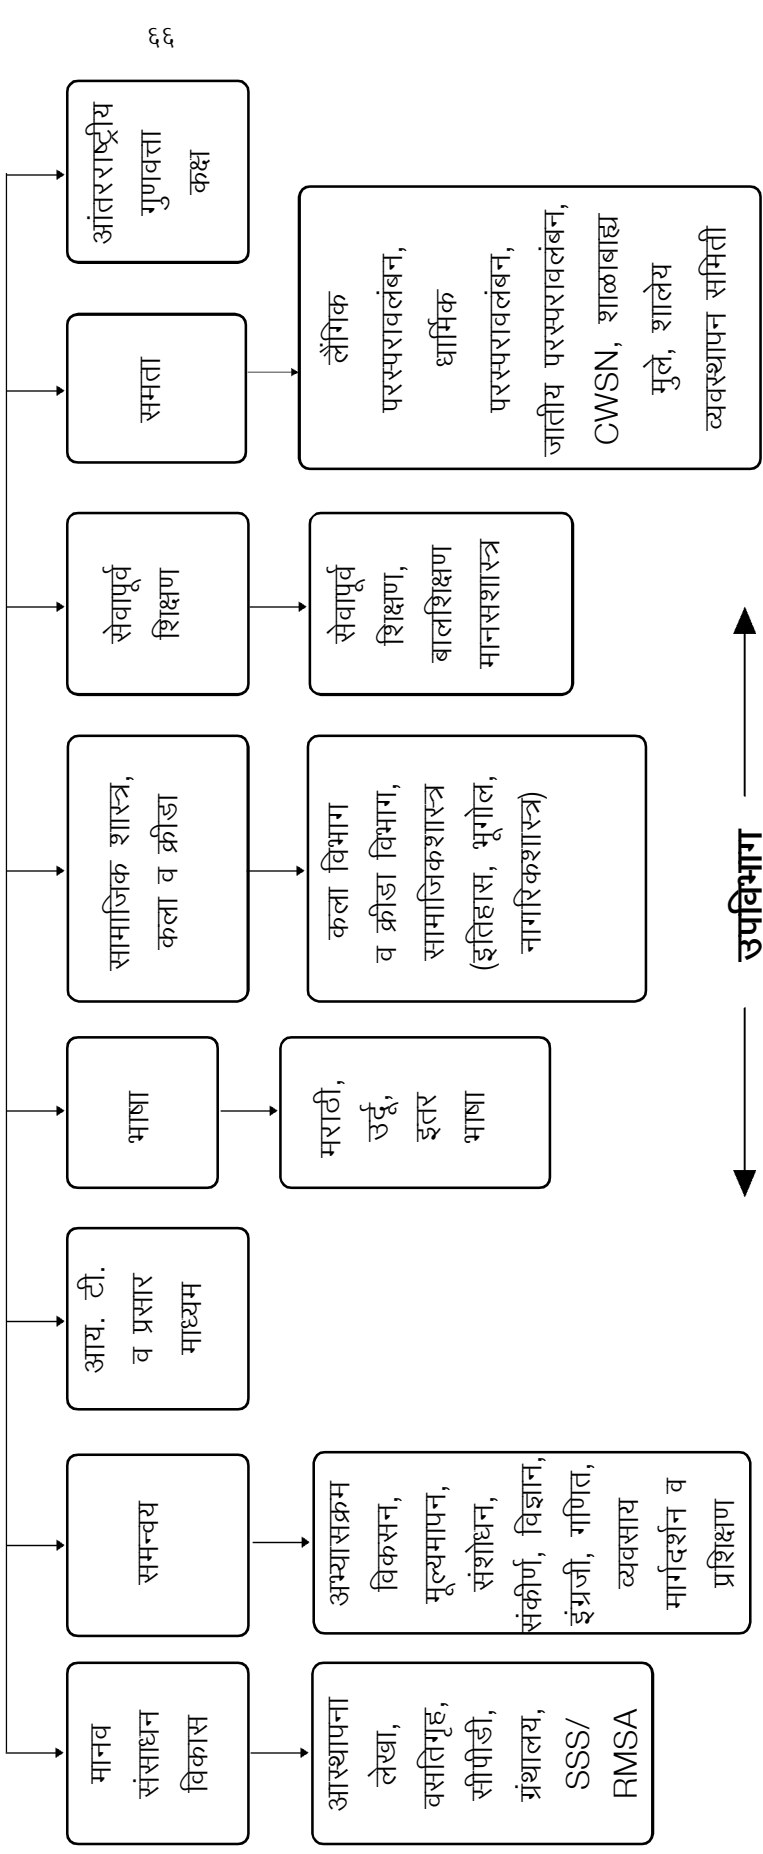 ६६
मानव
संसाधन
विकास
समन्वय
आय. टी.
व प्रसार
माध्यम
भाषा
सामाजिक शास्त्र,
कला व क्रीडा
सेवापूर्व
शिक्षण
समता
आंतरराष्ट्रीय
गुणवत्ता
कक्ष
आस्थापना
लेखा,
वसतिगृह,
सीपीडी,
ग्रंथालय,
SSS/
RMSA
अभ्यासक्रम
विकसन,
मूल्यमापन,
संशोधन,
संकीर्ण, विज्ञान,
इंग्रजी, गणित,
व्यवसाय
मार्गदर्शन व
प्रशिक्षण
मराठी,
उर्दू,
इतर
भाषा
कला विभाग
व क्रीडा विभाग,
सामाजिकशास्त्र
(इतिहास, भूगोल,
नागरिकशास्त्र)
सेवापूर्व
शिक्षण,
बालशिक्षण
मानसशास्त्र
लैंगिक
परस्परावलंबन,
धार्मिक
परस्परावलंबन,
जातीय परस्परावलंबन,
CWSN, शाळाबाह्य
मुले, शालेय
व्यवस्थापन समिती
उपविभाग